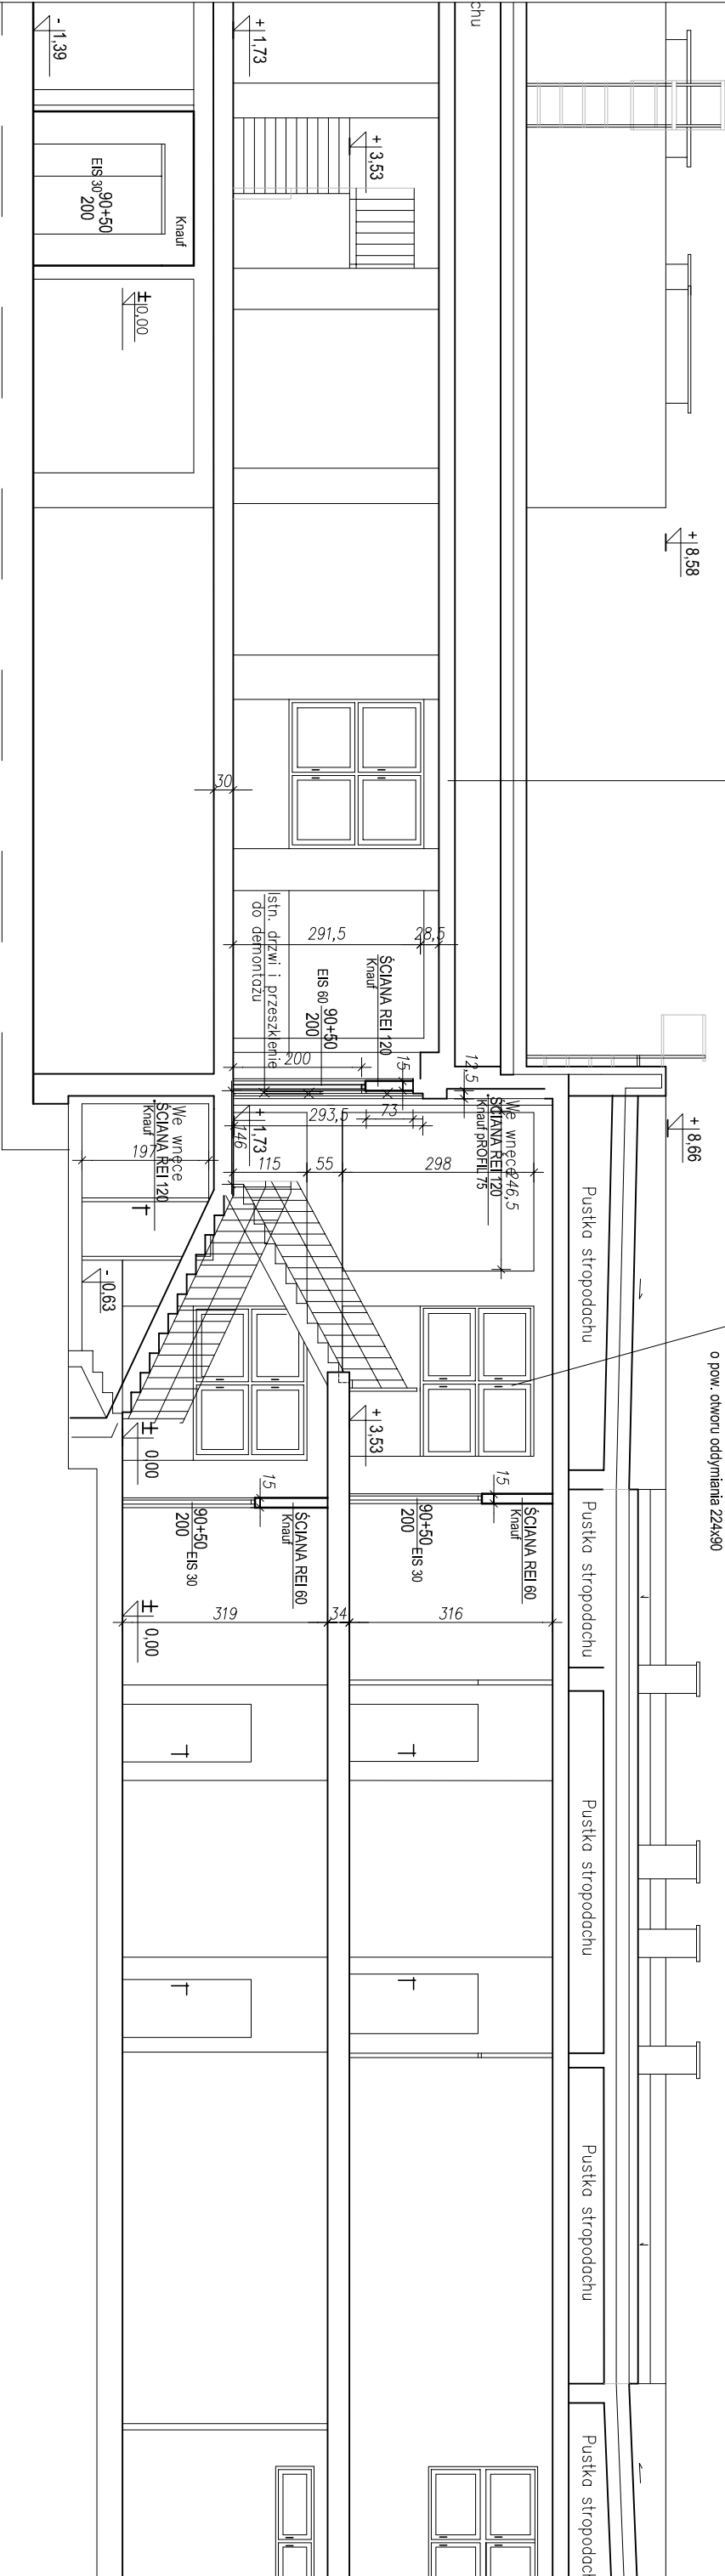 chu
- 1,39
+ 1,73
+ 3,53
EIS 30
90+50
200
Knauf
± 0,00
+ 8,58
30
291,5
28,5
Istn. drzwi i przeszklenie
do demontażu
EIS 60
90+50
200
ŚCIANA REI 120
Knauf
200
15
12,5
+ 8,66
We wnęce
ŚCIANA REI 120
Knauf
197
- 0,63
+ 1,73
146
293,5
73
115
55
298
We wnęce
ŚCIANA REI 120
Knauf pROFIL 75
246,5
Pustka stropodachu
o pow. otworu oddymiania 224x90
± 0,00
+ 3,53
15
ŚCIANA REI 60
Knauf
90+50
200
EIS 30
15
ŚCIANA REI 60
Knauf
90+50
200
EIS 30
Pustka stropodachu
± 0,00
319
34
316
Pustka stropodachu
Pustka stropodachu
Pustka stropodach